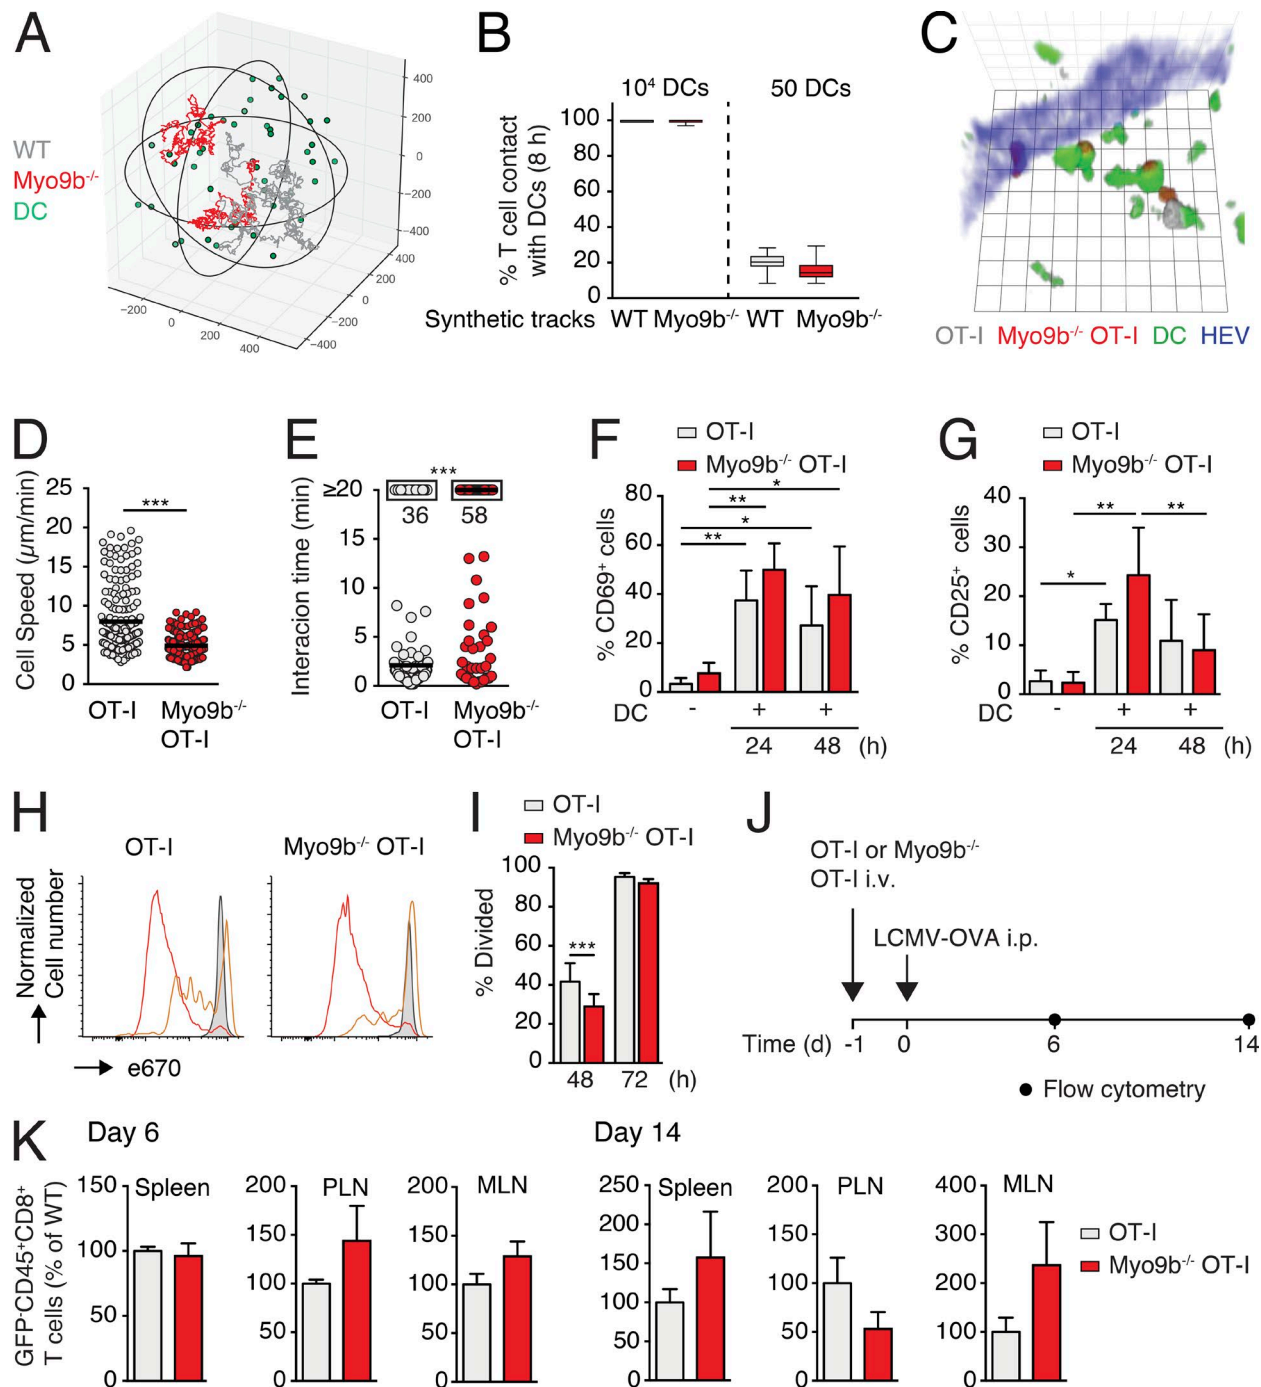 A
WT
Myo9b-/-
DC
400
200
0
−200
−400
−200
0
200
400
−400
−200
0
200
400
B
10⁴ DCs
50 DCs
% T cell contact
with DCs (8 h)
100
80
60
40
20
0
Synthetic tracks
WT Myo9b-/-
WT Myo9b-/-
C
OT-I Myo9b-/- OT-I DC HEV
D
Cell Speed (µm/min)
25
20
15
10
5
0
***
OT-I
Myo9b-/-
OT-I
E
Interacion time (min)
≥20
15
10
5
0
***
36
58
OT-I
Myo9b-/-
OT-I
F
OT-I
Myo9b-/- OT-I
% CD69+ cells
80
60
40
20
0
*
**
*
**
DC
- + +
24 48 (h)
G
OT-I
Myo9b-/- OT-I
% CD25+ cells
40
30
20
10
0
** **
*
DC
- + +
24 48 (h)
H
OT-I
Myo9b-/- OT-I
Normalized
Cell number
e670
I
OT-I
Myo9b-/- OT-I
% Divided
100
80
60
40
20
0
***
48 72 (h)
J
OT-I or Myo9b-/-
OT-I i.v.
LCMV-OVA i.p.
Time (d) -1 0 6 14
Flow cytometry
K
Day 6
Day 14
GFP-CD45+CD8+
T cells (% of WT)
Spleen
150
100
50
0
PLN
200
150
100
50
0
MLN
200
150
100
50
0
Spleen
250
200
150
100
50
0
PLN
200
150
100
50
0
MLN
400
300
200
100
0
OT-I
Myo9b-/- OT-I